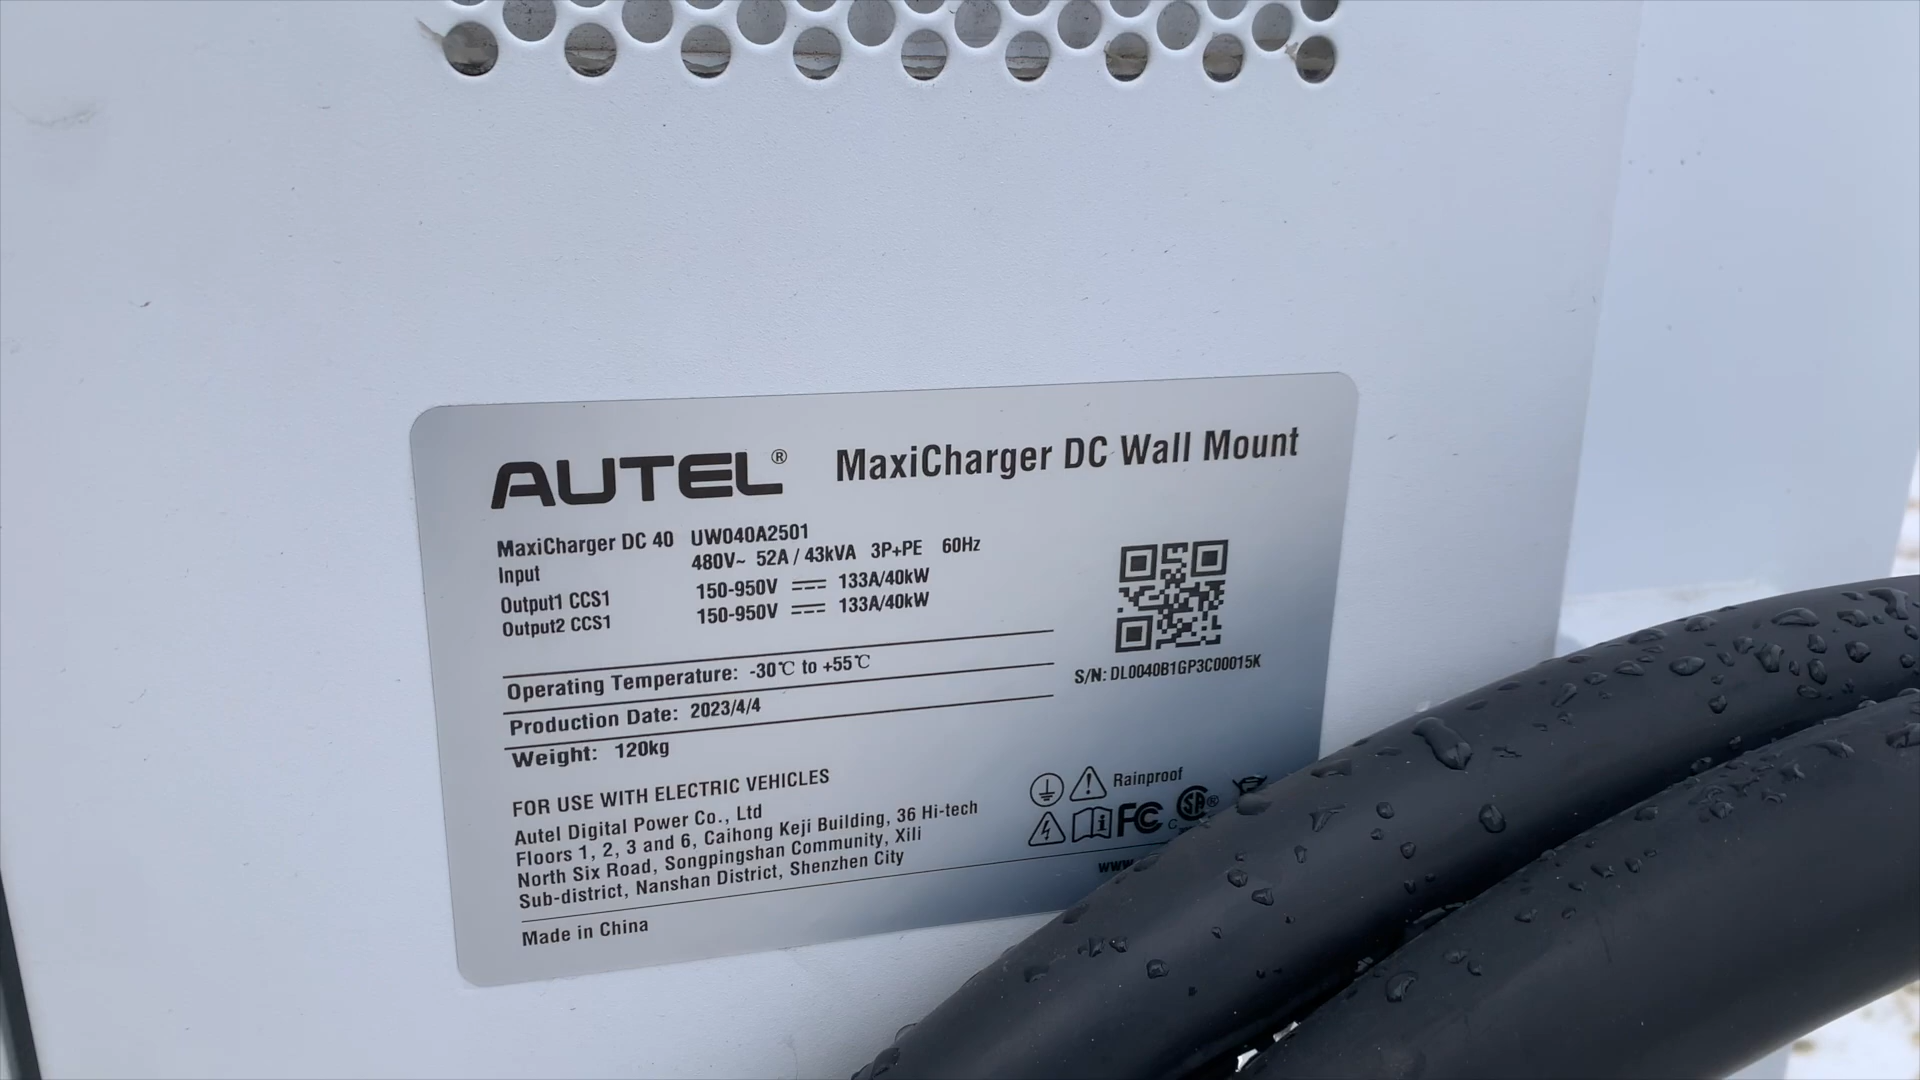 AUTEL® MaxiCharger DC Wall Mount
MaxiCharger DC 40 UW040A2501
Input 480V~ 52A / 43kVA 3P+PE 60Hz
Output1 CCS1 150-950V 133A/40kW
Output2 CCS1 150-950V 133A/40kW
S/N: DL0040B1GP3C00015K
Operating Temperature: -30℃ to +55℃
Production Date: 2023/4/4
Weight: 120kg
FOR USE WITH ELECTRIC VEHICLES
Autel Digital Power Co., Ltd
Floors 1, 2, 3 and 6, Caihong Keji Building, 36 Hi-tech
North Six Road, Songpingshan Community, Xili
Sub-district, Nanshan District, Shenzhen City
Rainproof
FC C SA®
www.
Made in China